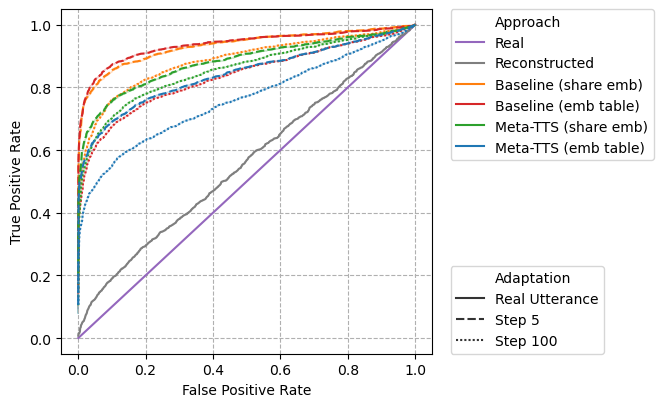 Approach
Real
Reconstructed
Baseline (share emb)
Baseline (emb table)
Meta-TTS (share emb)
Meta-TTS (emb table)
Adaptation
Real Utterance
Step 5
Step 100
True Positive Rate
1.0
0.8
0.6
0.4
0.2
0.0
0.0 0.2 0.4 0.6 0.8 1.0
False Positive Rate